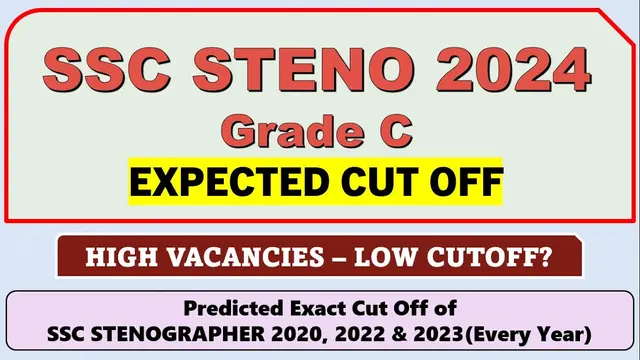 SSC STENO 2024
Grade C
EXPECTED CUT OFF
HIGH VACANCIES – LOW CUTOFF?
Predicted Exact Cut Off of
SSC STENOGRAPHER 2020, 2022 & 2023(Every Year)